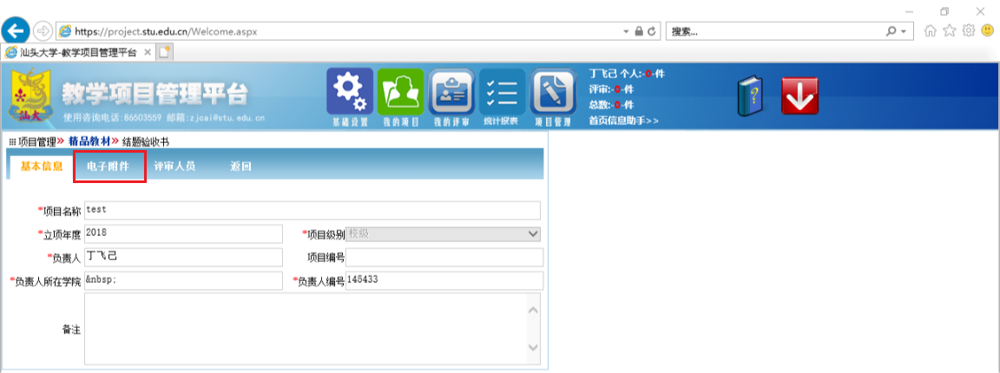 https://project.stu.edu.cn/Welcome.aspx
搜索...
汕头大学-教学项目管理平台
汕大
教学项目管理平台
使用咨询电话:86503559 邮箱:zjcai@stu.edu.cn
基础设置 我的项目 我的评审 统计报表 项目管理
丁飞己 个人:-0-件
评审:-0-件
总数:-0-件
首页信息助手>>
项目管理» 精品教材» 结题验收书
基本信息 电子附件 评审人员 返回
*项目名称 test
*立项年度 2018 *项目级别 校级
*负责人 丁飞己 项目编号
*负责人所在学院 &nbsp; *负责人编号 145433
备注